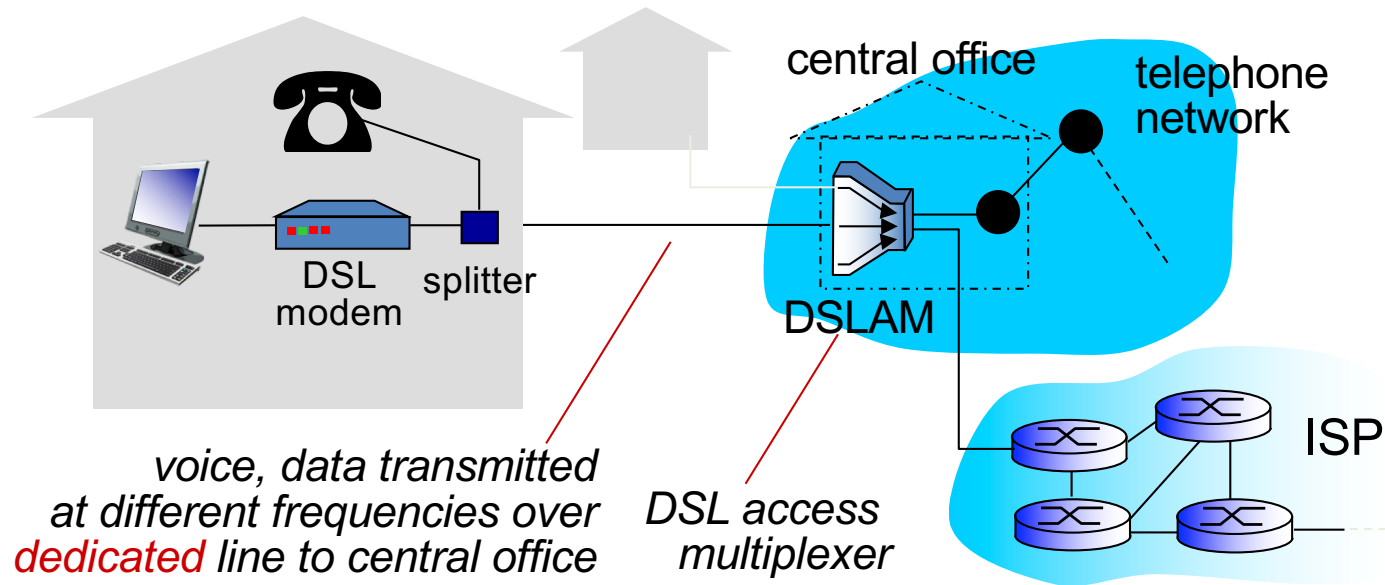 central office
telephone
network
DSL
modem
splitter
DSLAM
ISP
voice, data transmitted
at different frequencies over
dedicated line to central office
DSL access
multiplexer